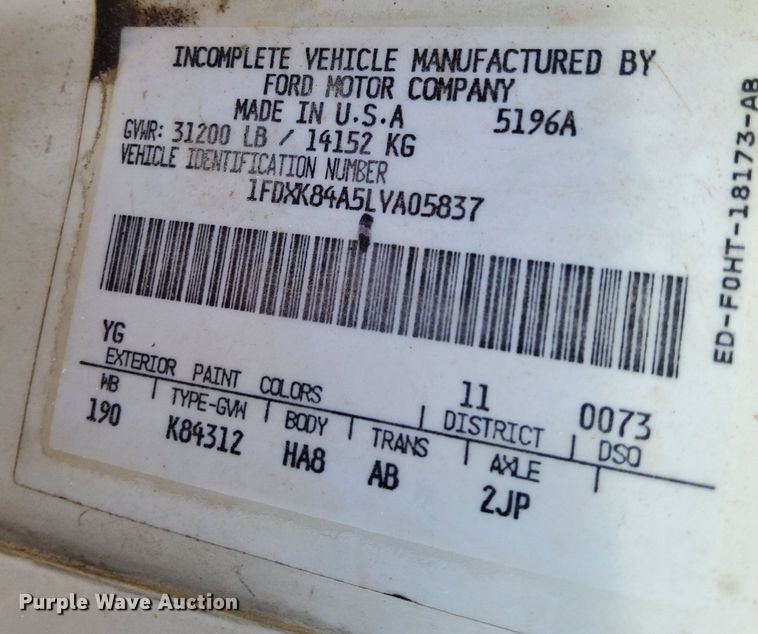 INCOMPLETE VEHICLE MANUFACTURED BY
FORD MOTOR COMPANY
MADE IN U.S.A 5196A
GVWR: 31200 LB / 14152 KG
VEHICLE IDENTIFICATION NUMBER
1FDXK84A5LVA05837
YG 11 0073
EXTERIOR PAINT COLORS DISTRICT DSO
WB TYPE-GVW BODY TRANS AXLE
190 K84312 HA8 AB 2JP
ED-F0HT-18173-AB
Purple Wave Auction